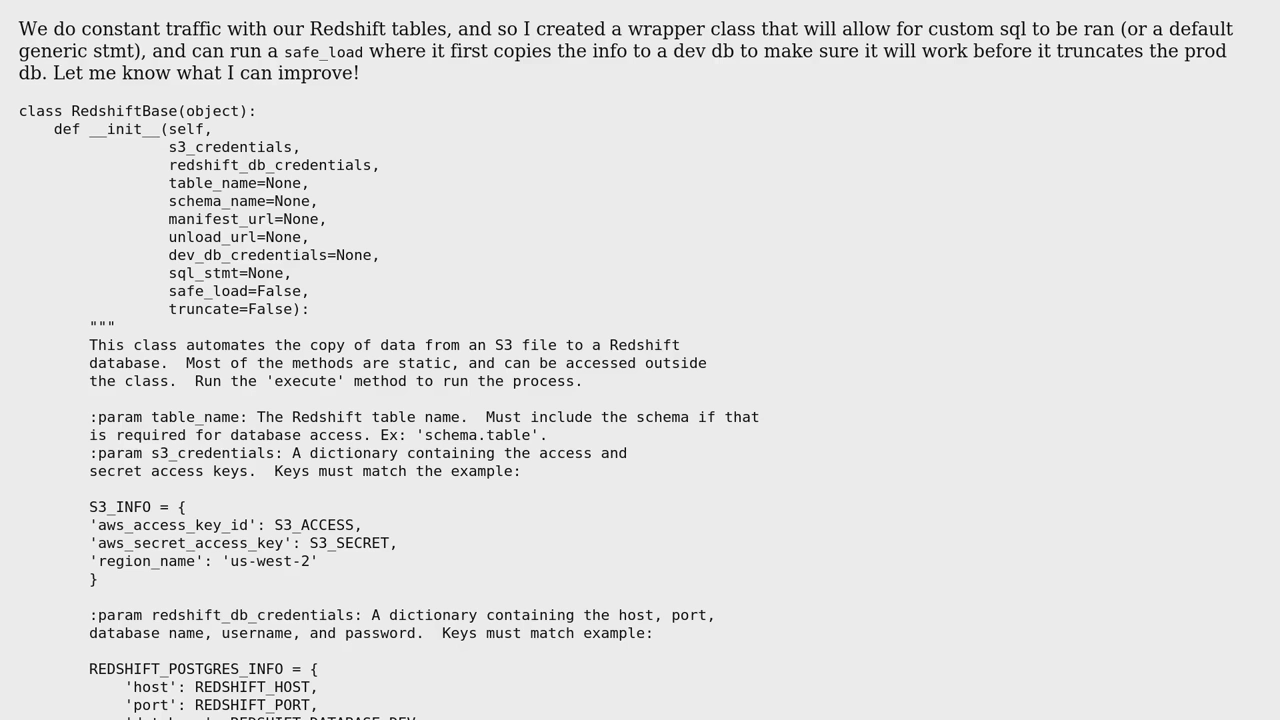 We do constant traffic with our Redshift tables, and so I created a wrapper class that will allow for custom sql to be ran (or a default
generic stmt), and can run a safe_load where it first copies the info to a dev db to make sure it will work before it truncates the prod
db. Let me know what I can improve!
class RedshiftBase(object):
    def __init__(self,
                 s3_credentials,
                 redshift_db_credentials,
                 table_name=None,
                 schema_name=None,
                 manifest_url=None,
                 unload_url=None,
                 dev_db_credentials=None,
                 sql_stmt=None,
                 safe_load=False,
                 truncate=False):
        """
        This class automates the copy of data from an S3 file to a Redshift
        database.  Most of the methods are static, and can be accessed outside
        the class.  Run the 'execute' method to run the process.
        :param table_name: The Redshift table name.  Must include the schema if that
        is required for database access. Ex: 'schema.table'.
        :param s3_credentials: A dictionary containing the access and
        secret access keys.  Keys must match the example:
        S3_INFO = {
        'aws_access_key_id': S3_ACCESS,
        'aws_secret_access_key': S3_SECRET,
        'region_name': 'us-west-2'
        }
        :param redshift_db_credentials: A dictionary containing the host, port,
        database name, username, and password.  Keys must match example:
        REDSHIFT_POSTGRES_INFO = {
            'host': REDSHIFT_HOST,
            'port': REDSHIFT_PORT,